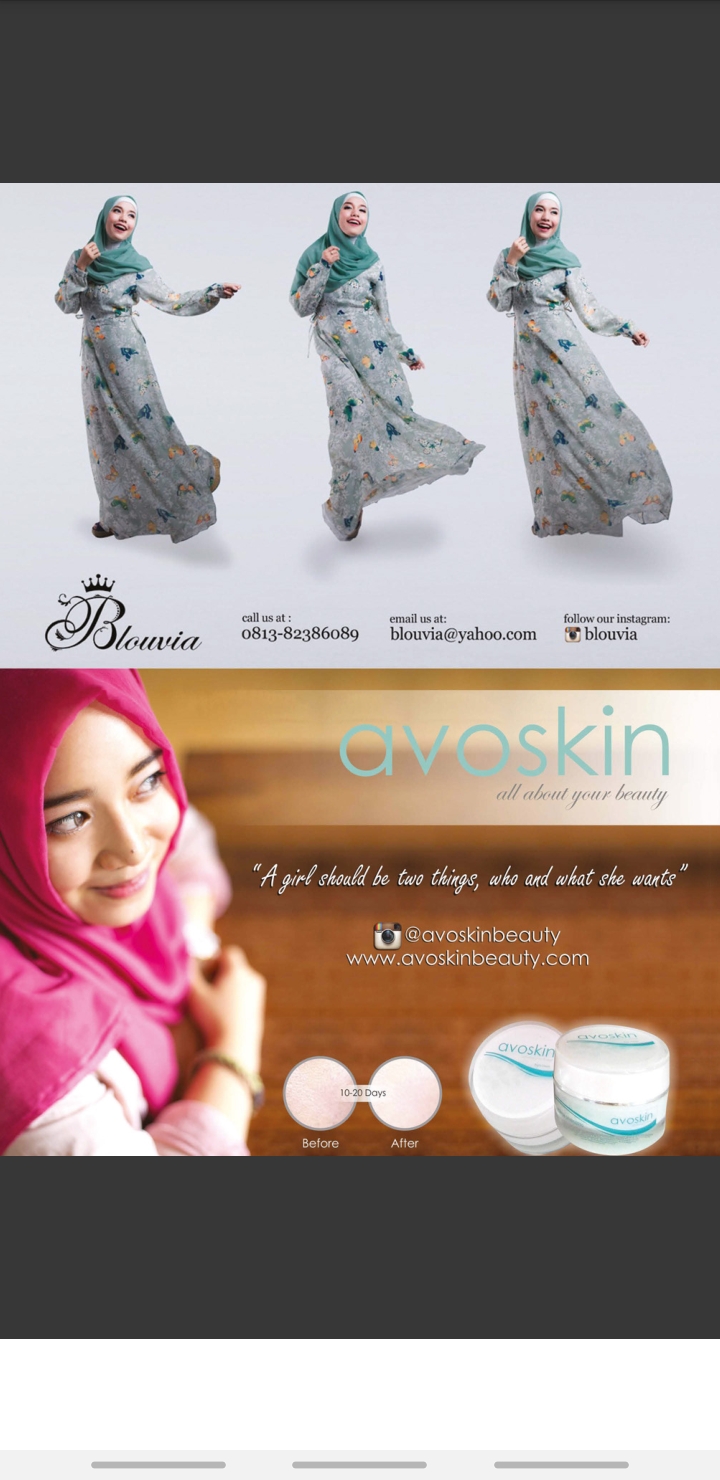 Blouvia
call us at :
0813-82386089
email us at:
blouvia@yahoo.com
follow our instagram:
blouvia
avoskin
all about your beauty
"A girl should be two things, who and what she wants"
@avoskinbeauty
www.avoskinbeauty.com
10-20 Days
Before
After
avoskin
avoskin
avoskin